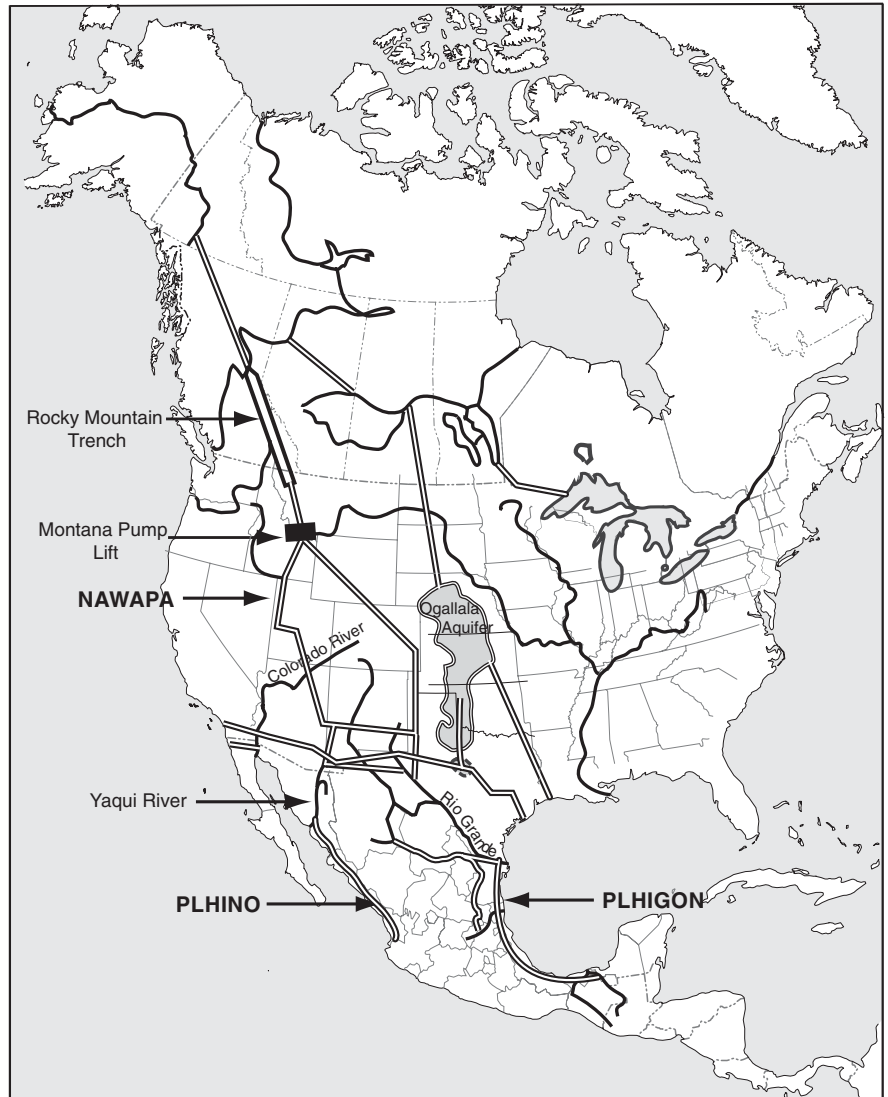 Rocky Mountain
Trench
Montana Pump
Lift
NAWAPA
Ogallala
Aquifer
Colorado River
Yaqui River
Rio Grande
PLHINO
PLHIGON